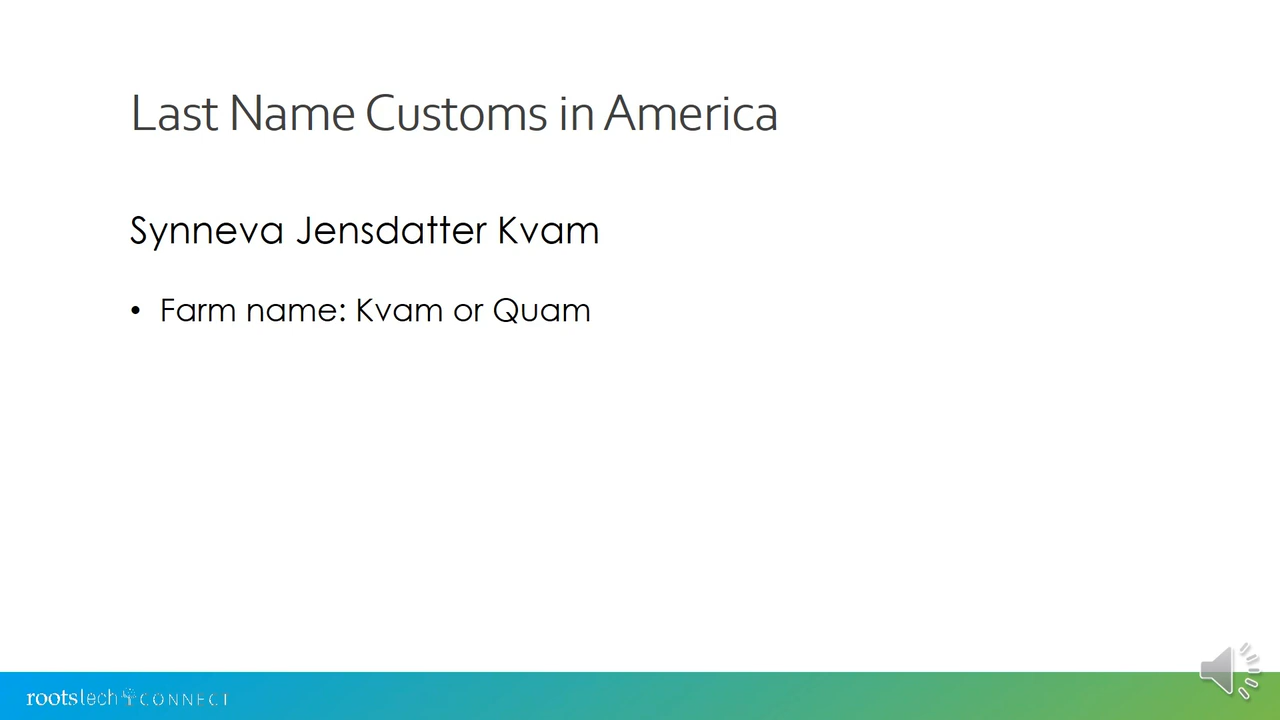 Last Name Customs in America
Synneva Jensdatter Kvam
• Farm name: Kvam or Quam
rootstech CONNECT